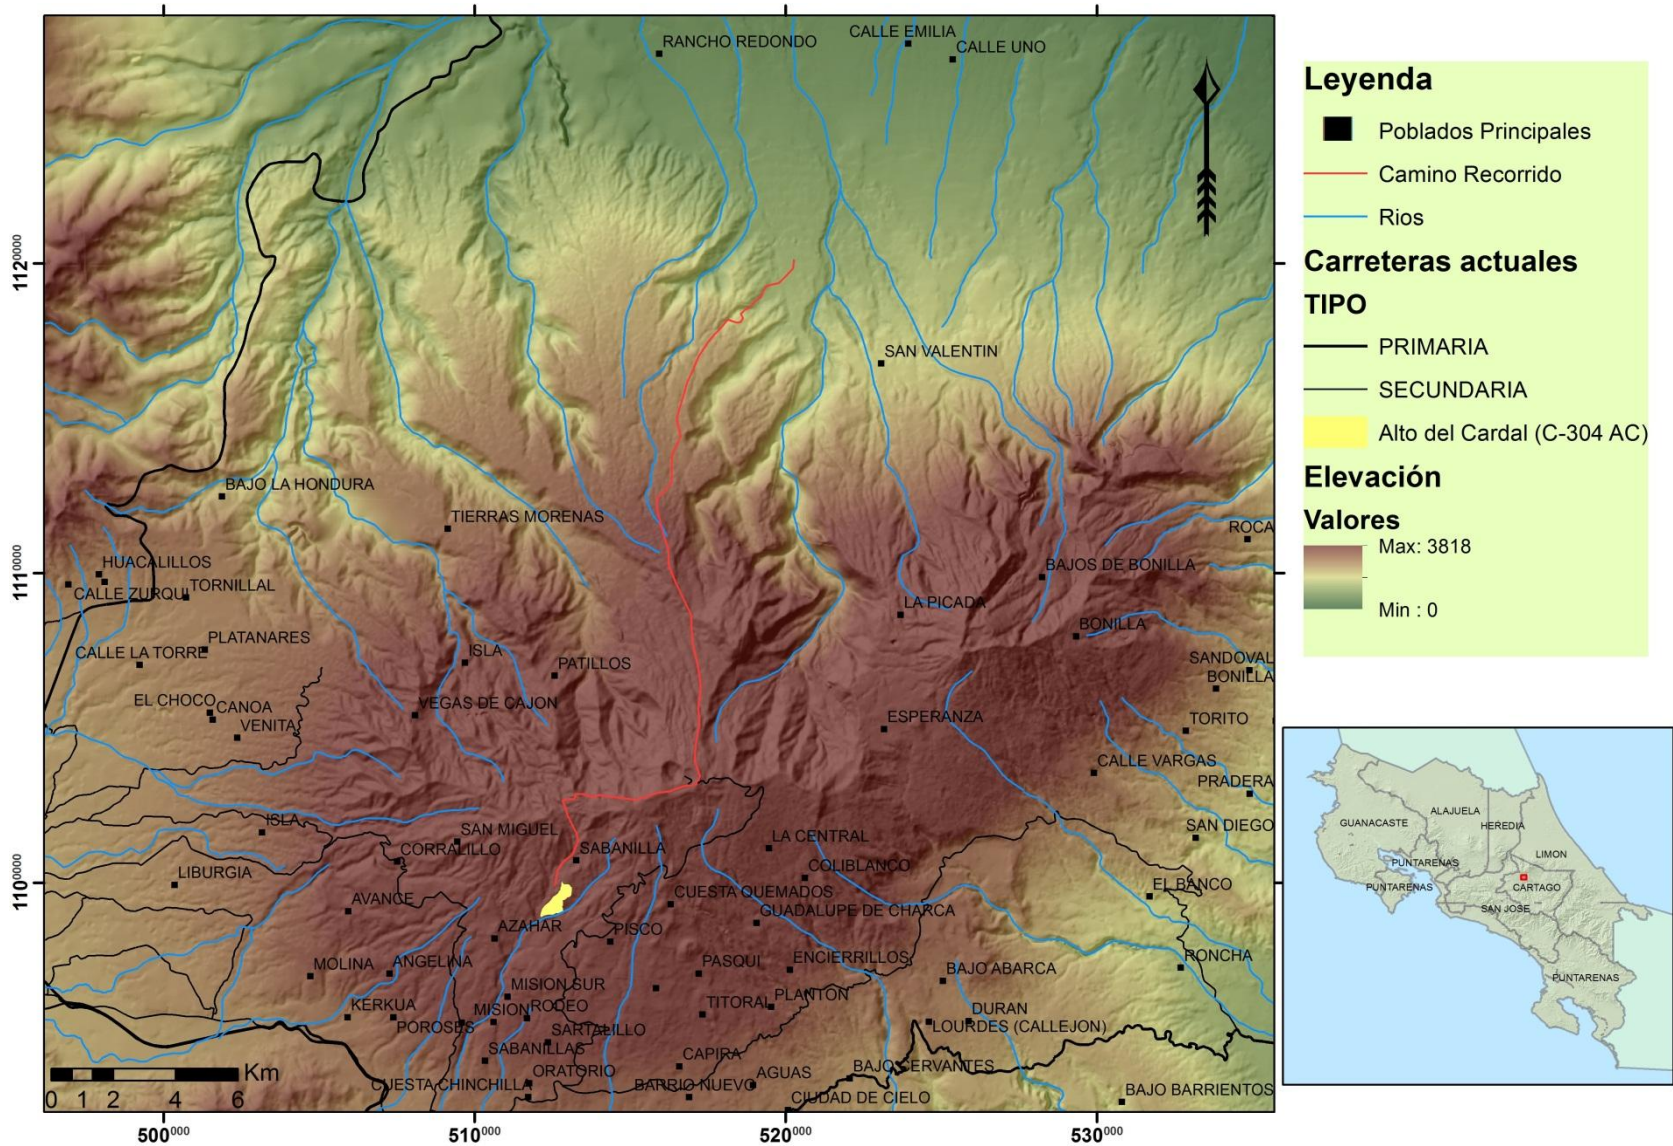 RANCHO REDONDO
CALLE EMILIA
CALLE UNO
SAN VALENTIN
BAJO LA HONDURA
TIERRAS MORENAS
ROCA
HUACALILLOS
CALLE ZURQUI
TORNILLAL
BAJOS DE BONILLA
LA PICADA
PLATANARES
CALLE LA TORRE
ISLA
PATILLOS
BONILLA
SANDOVAL
BONILLA
EL CHOCO
CANOA
VENITA
VEGAS DE CAJON
ESPERANZA
TORITO
CALLE VARGAS
PRADERA
ISLA
SAN MIGUEL
CORRALILLO
SABANILLA
LA CENTRAL
SAN DIEGO
LIBURGIA
COLIBLANCO
EL BANCO
AVANCE
CUESTA QUEMADOS
GUADALUPE DE CHARCA
AZAHAR
PISCO
MOLINA
ANGELINA
PASQUI
ENCIERRILLOS
BAJO ABARCA
RONCHA
MISION SUR
KERKUA
POROSES
MISION
RODEO
TITORAL
PLANTON
DURAN
LOURDES (CALLEJON)
SARTALILLO
SABANILLAS
CAPIRA
CUESTA CHINCHILLA
ORATORIO
BARRIO NUEVO
AGUAS
BAJO CERVANTES
CIUDAD DE CIELO
BAJO BARRIENTOS
Km
0 1 2 4 6
500000 510000 520000 530000
1120000
1110000
1100000
Leyenda
Poblados Principales
Camino Recorrido
Rios
Carreteras actuales
TIPO
PRIMARIA
SECUNDARIA
Alto del Cardal (C-304 AC)
Elevación
Valores
Max: 3818
Min : 0
GUANACASTE
ALAJUELA
HEREDIA
LIMON
PUNTARENAS
PUNTARENAS
CARTAGO
SAN JOSE
PUNTARENAS